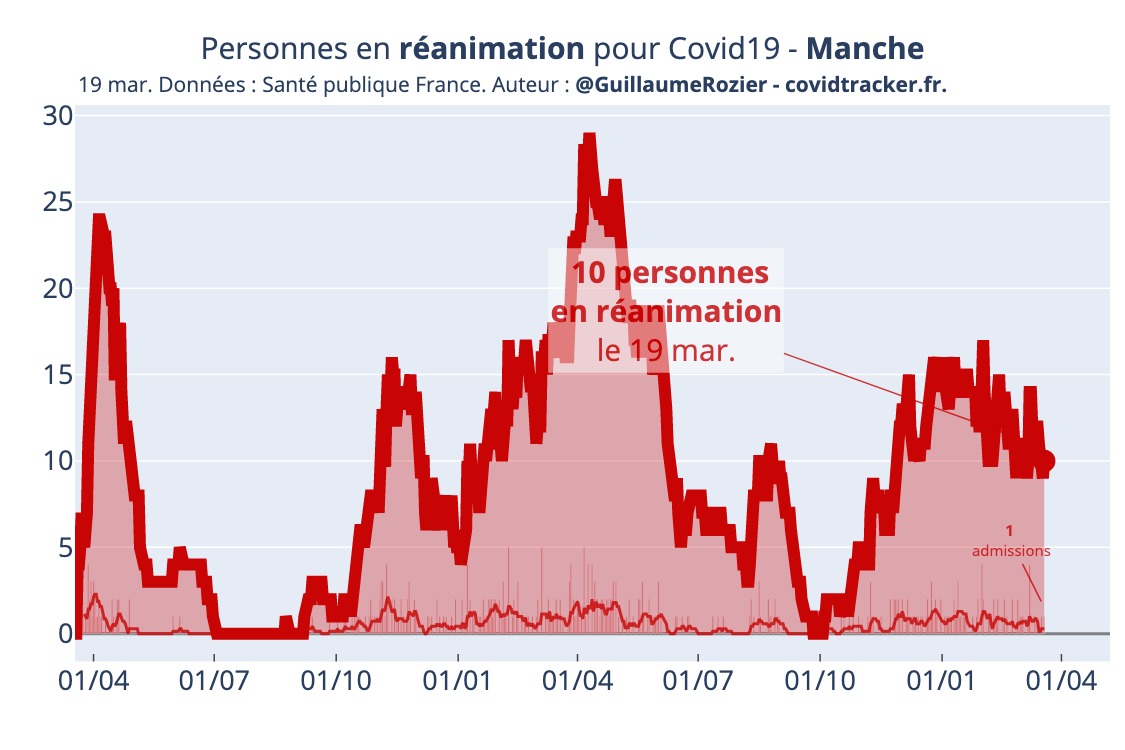 Personnes en réanimation pour Covid19 - Manche
19 mar. Données : Santé publique France. Auteur : @GuillaumeRozier - covidtracker.fr.
30
25
20
15
10
5
0
10 personnes
en réanimation
le 19 mar.
1
admissions
01/04 01/07 01/10 01/01 01/04 01/07 01/10 01/01 01/04